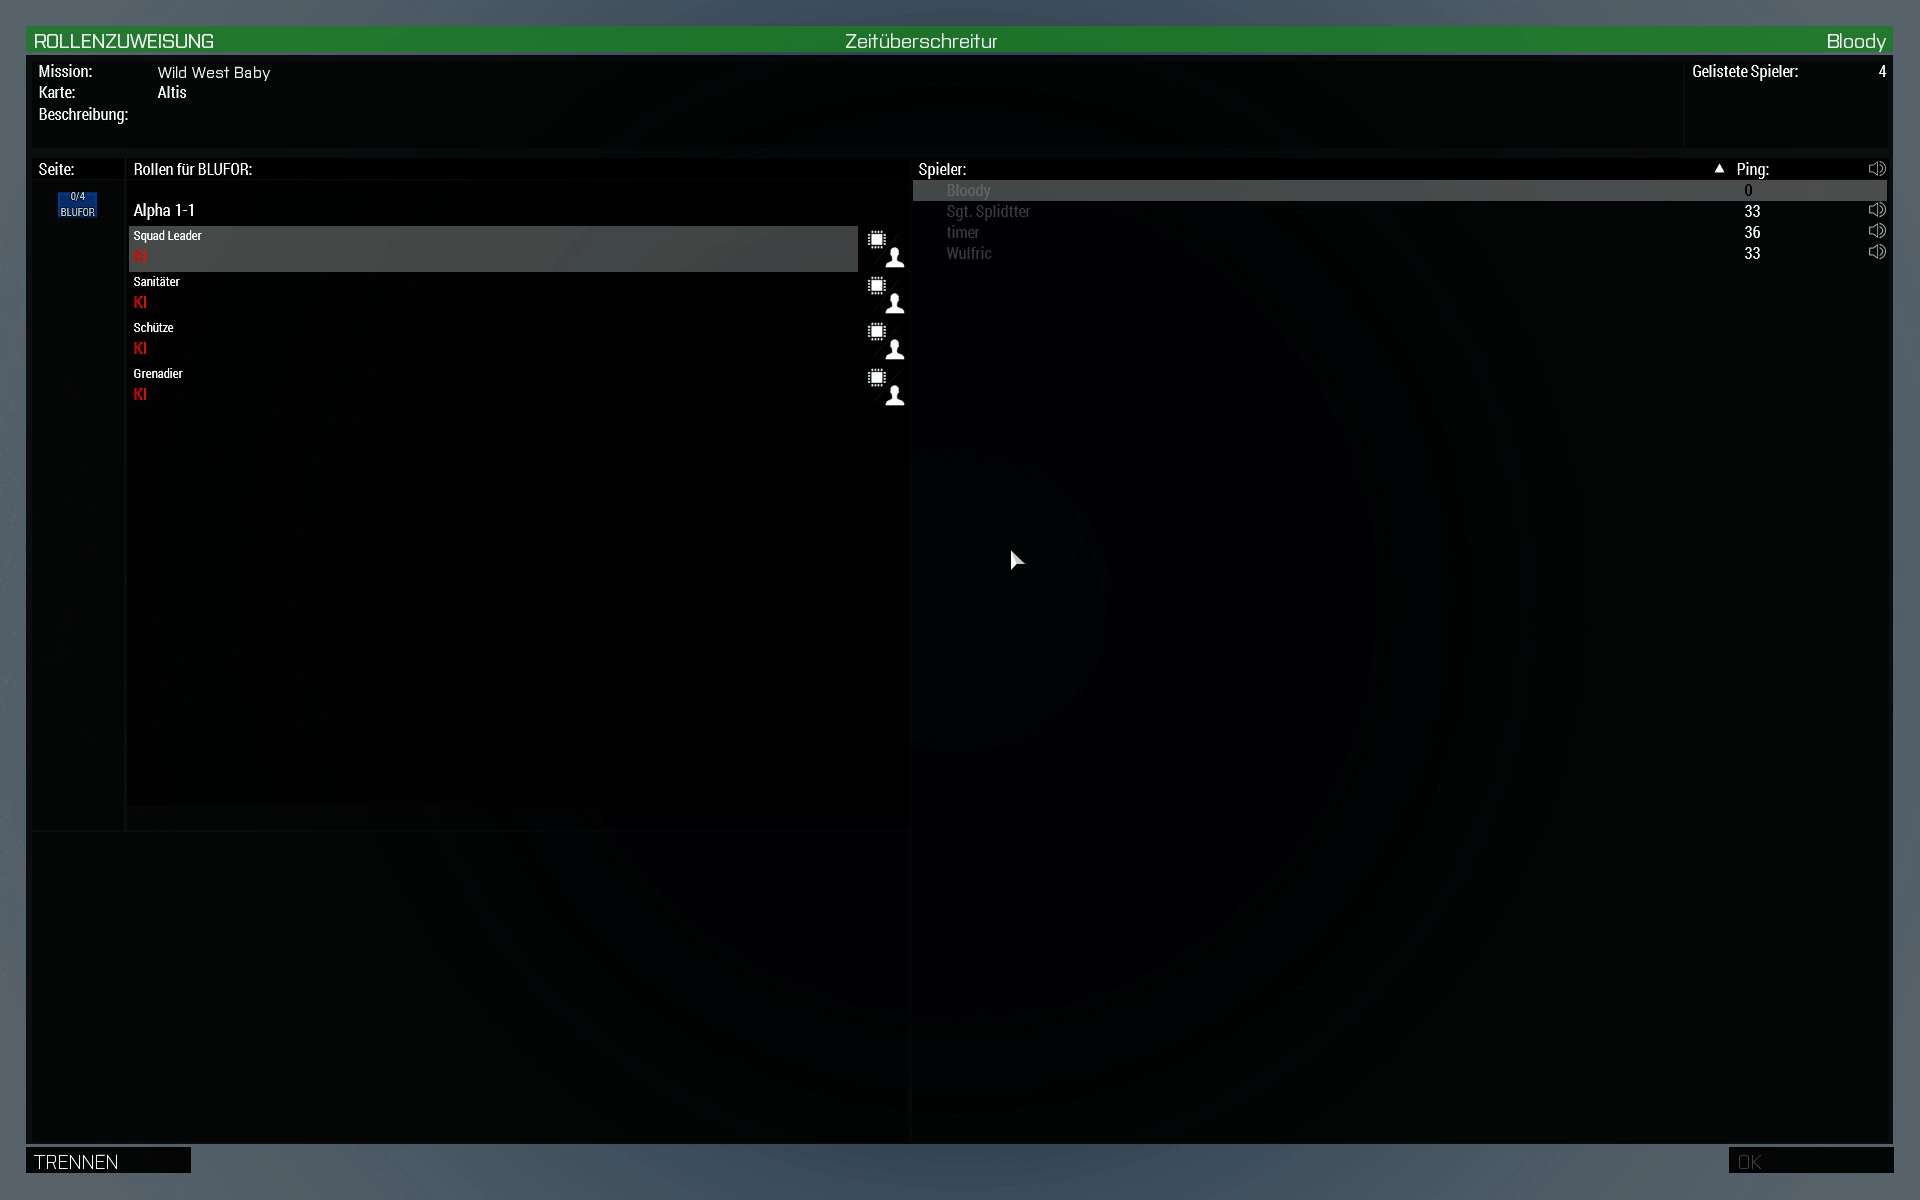 ROLLENZUWEISUNG Zeitüberschreitur Bloody
Mission: Wild West Baby Gelistete Spieler: 4
Karte: Altis
Beschreibung:
Seite: Rollen für BLUFOR: Spieler: ▲ Ping:
0/4
BLUFOR
Alpha 1-1
Squad Leader
KI
Sanitäter
KI
Schütze
KI
Grenadier
KI
Bloody 0
Sgt. Splidtter 33
timer 36
Wulfric 33
TRENNEN OK